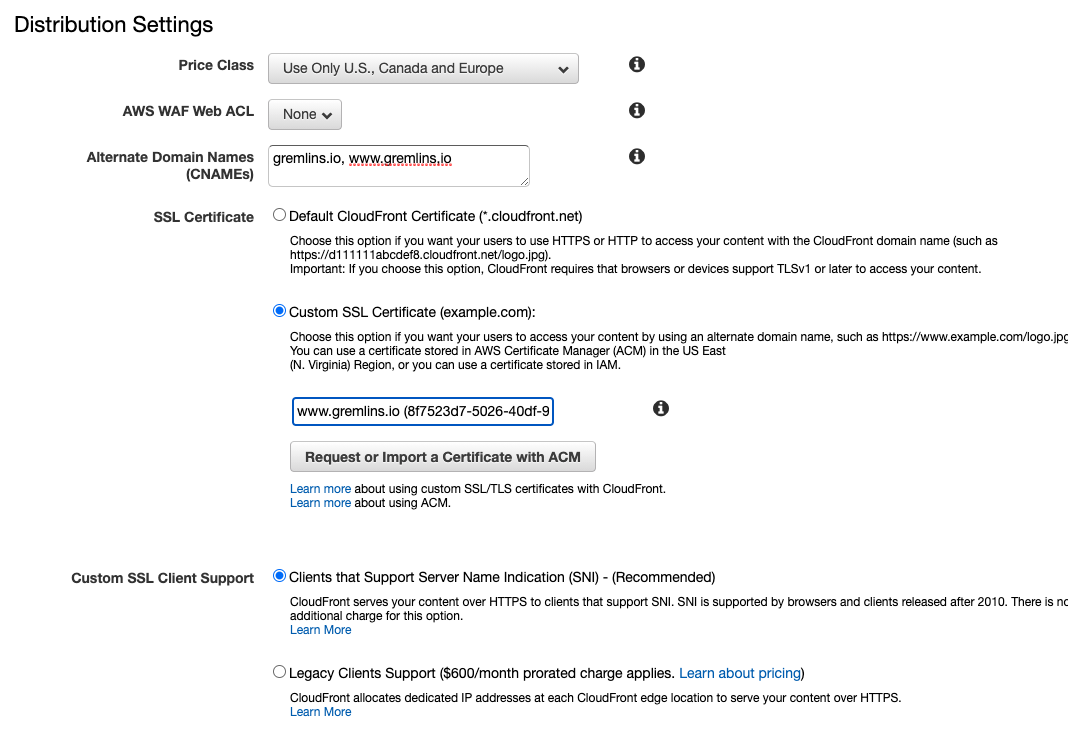 Distribution Settings
Price Class
Use Only U.S., Canada and Europe
AWS WAF Web ACL
None
Alternate Domain Names
(CNAMEs)
gremlins.io, www.gremlins.io
SSL Certificate
Default CloudFront Certificate (*.cloudfront.net)
Choose this option if you want your users to use HTTPS or HTTP to access your content with the CloudFront domain name (such as
https://d111111abcdef8.cloudfront.net/logo.jpg).
Important: If you choose this option, CloudFront requires that browsers or devices support TLSv1 or later to access your content.
Custom SSL Certificate (example.com):
Choose this option if you want your users to access your content by using an alternate domain name, such as https://www.example.com/logo.jpg
You can use a certificate stored in AWS Certificate Manager (ACM) in the US East
(N. Virginia) Region, or you can use a certificate stored in IAM.
www.gremlins.io (8f7523d7-5026-40df-9
Request or Import a Certificate with ACM
Learn more about using custom SSL/TLS certificates with CloudFront.
Learn more about using ACM.
Custom SSL Client Support
Clients that Support Server Name Indication (SNI) - (Recommended)
CloudFront serves your content over HTTPS to clients that support SNI. SNI is supported by browsers and clients released after 2010. There is no
additional charge for this option.
Learn More
Legacy Clients Support ($600/month prorated charge applies. Learn about pricing)
CloudFront allocates dedicated IP addresses at each CloudFront edge location to serve your content over HTTPS.
Learn More